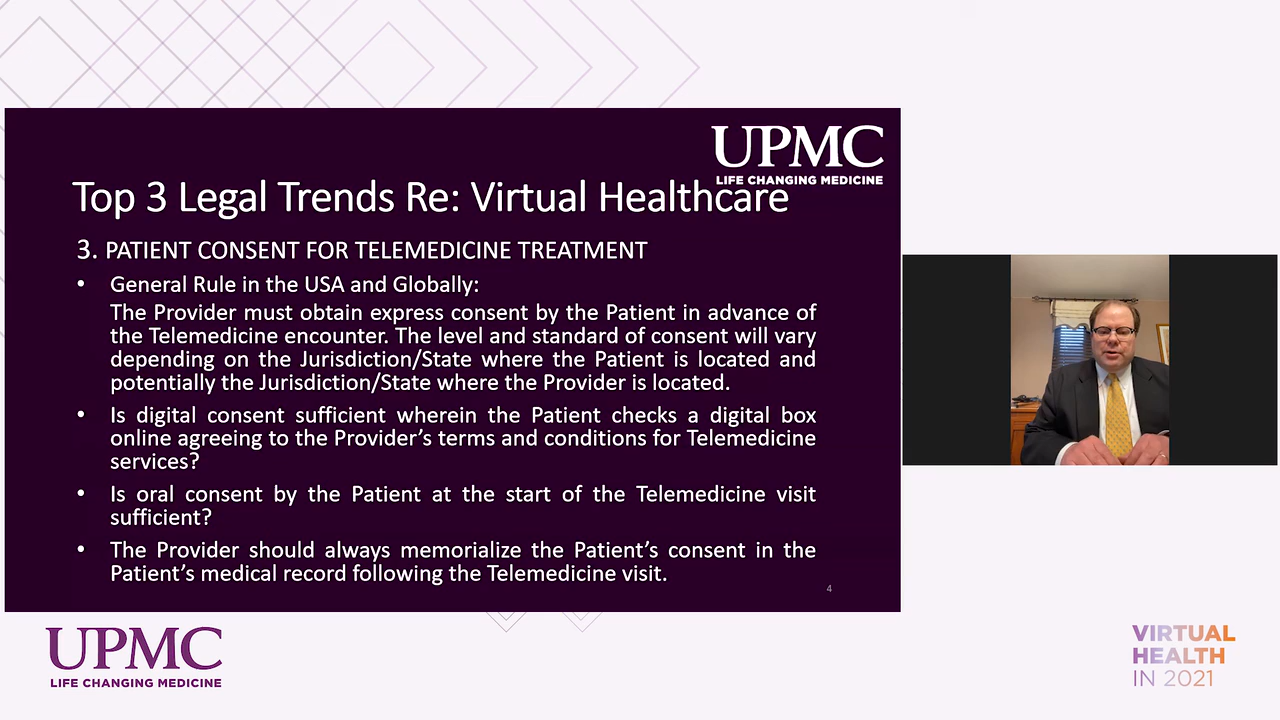 UPMC
LIFE CHANGING MEDICINE
Top 3 Legal Trends Re: Virtual Healthcare
3. PATIENT CONSENT FOR TELEMEDICINE TREATMENT
• General Rule in the USA and Globally:
The Provider must obtain express consent by the Patient in advance of
the Telemedicine encounter. The level and standard of consent will vary
depending on the Jurisdiction/State where the Patient is located and
potentially the Jurisdiction/State where the Provider is located.
• Is digital consent sufficient wherein the Patient checks a digital box
online agreeing to the Provider’s terms and conditions for Telemedicine
services?
• Is oral consent by the Patient at the start of the Telemedicine visit
sufficient?
• The Provider should always memorialize the Patient’s consent in the
Patient’s medical record following the Telemedicine visit.
4
UPMC
LIFE CHANGING MEDICINE
VIRTUAL
HEALTH
IN 2021